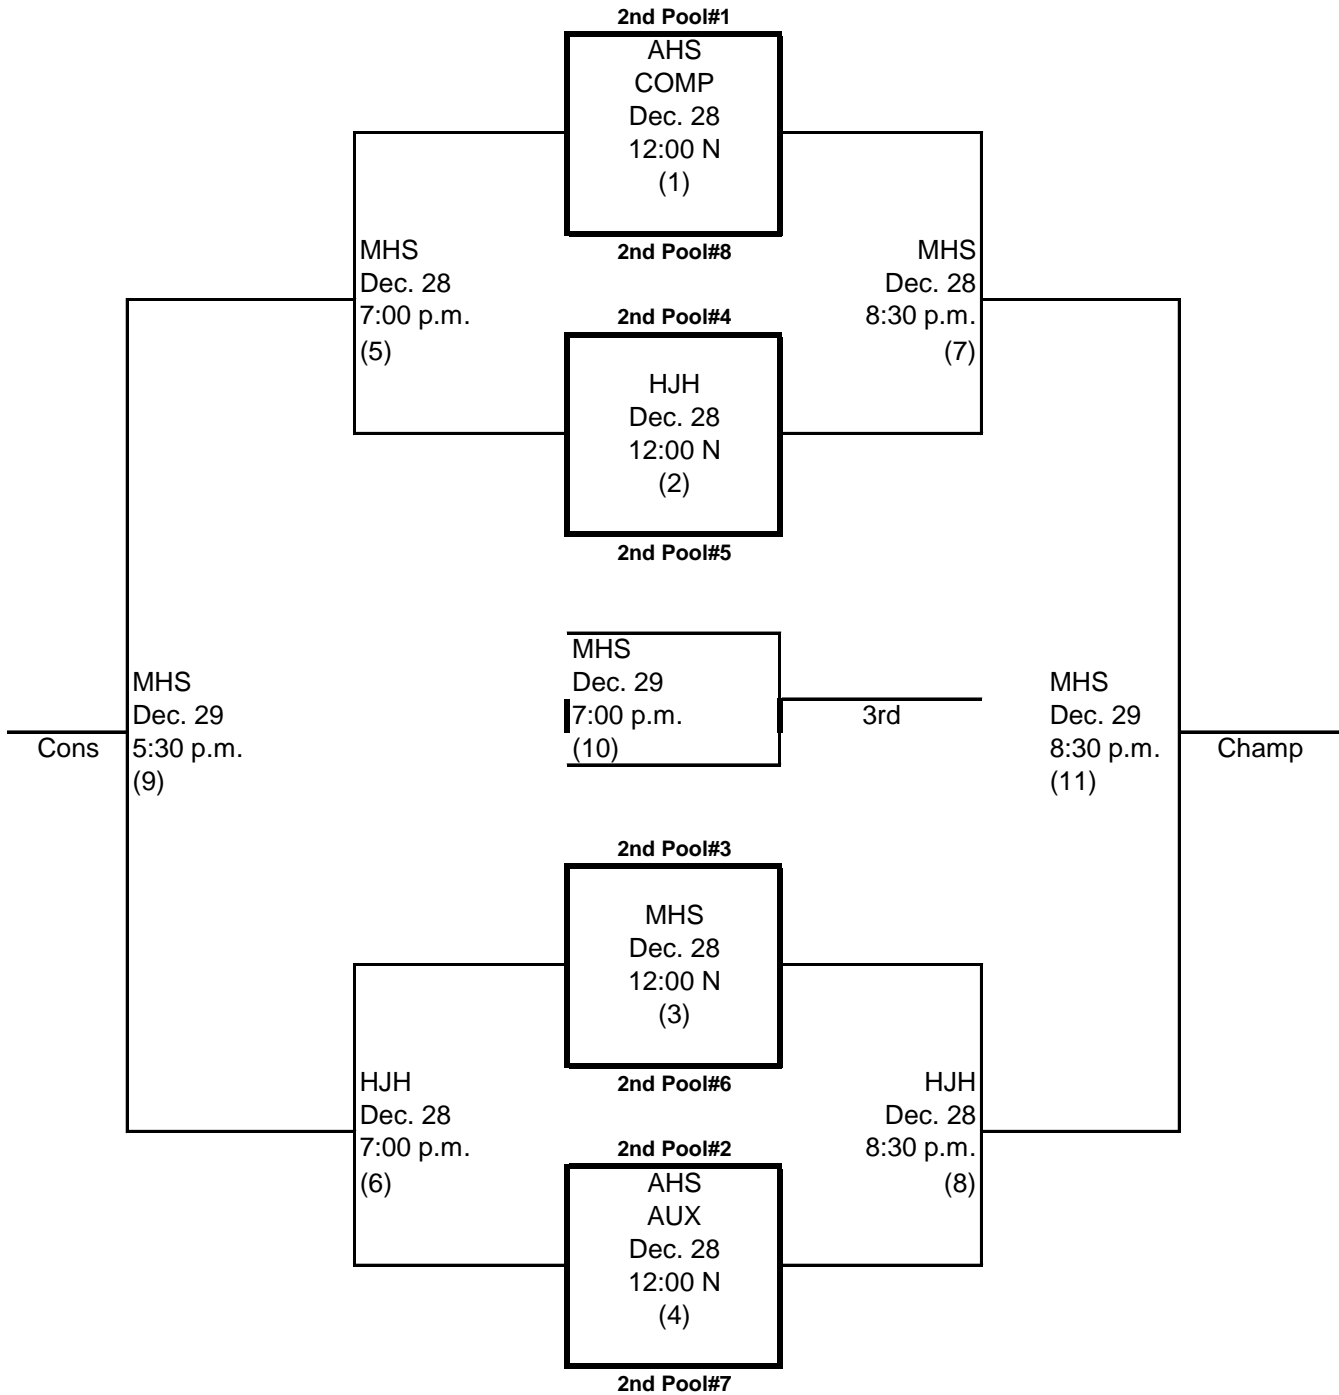 2nd Pool#1
AHS
COMP
Dec. 28
12:00 N
(1)
2nd Pool#8
MHS
Dec. 28
7:00 p.m.
(5)
MHS
Dec. 28
8:30 p.m.
(7)
2nd Pool#4
HJH
Dec. 28
12:00 N
(2)
2nd Pool#5
Cons
MHS
Dec. 29
5:30 p.m.
(9)
MHS
Dec. 29
7:00 p.m.
(10)
3rd
MHS
Dec. 29
8:30 p.m.
(11)
Champ
2nd Pool#3
MHS
Dec. 28
12:00 N
(3)
2nd Pool#6
HJH
Dec. 28
7:00 p.m.
(6)
HJH
Dec. 28
8:30 p.m.
(8)
2nd Pool#2
AHS
AUX
Dec. 28
12:00 N
(4)
2nd Pool#7